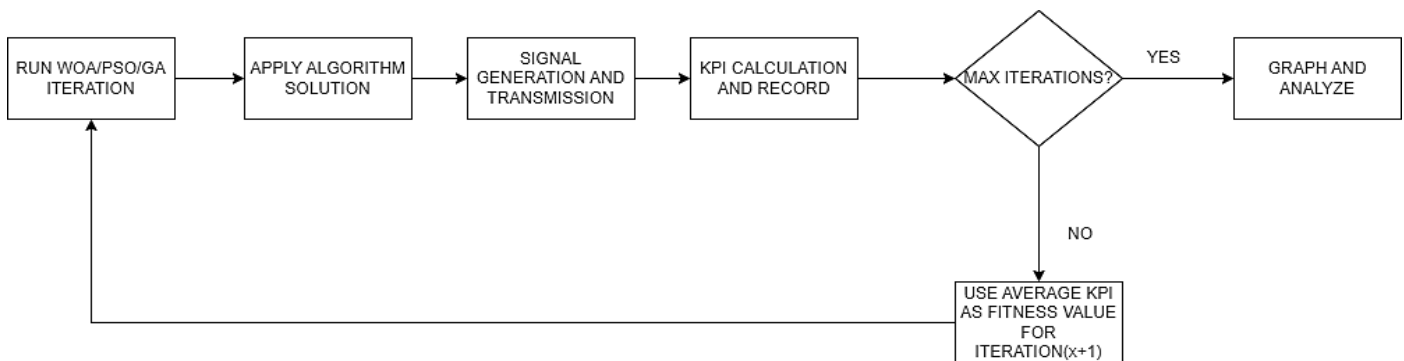 RUN WOA/PSO/GA
ITERATION
APPLY ALGORITHM
SOLUTION
SIGNAL
GENERATION AND
TRANSMISSION
KPI CALCULATION
AND RECORD
MAX ITERATIONS?
YES
GRAPH AND
ANALYZE
NO
USE AVERAGE KPI
AS FITNESS VALUE
FOR
ITERATION(x+1)